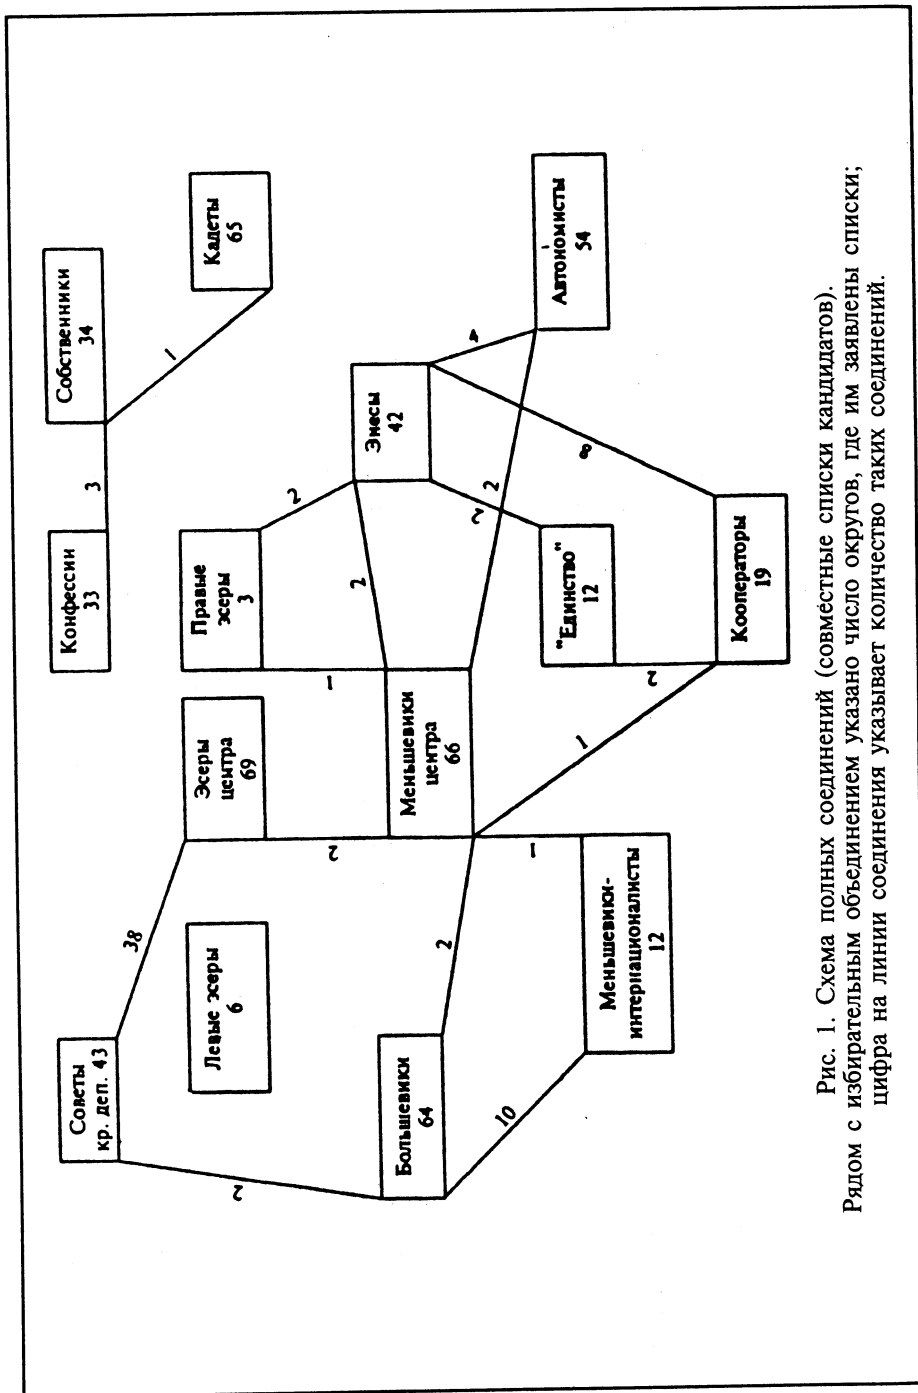 Советы
кр. деп. 43
38
2
Левые эсеры
6
Эсеры
центра
69
Правые
эсеры
3
Конфессии
33
3
Собственники
34
1
Кадеты
65
Большевики
64
2
10
2
Меньшевики
центра
66
1
2
2
Энесы
42
4
8
2
2
Автономисты
54
Меньшевики-
интернационалисты
12
1
1
"Единство"
12
2
Кооператоры
19
Рис. 1. Схема полных соединений (совместные списки кандидатов).
Рядом с избирательным объединением указано число округов, где им заявлены списки;
цифра на линии соединения указывает количество таких соединений.